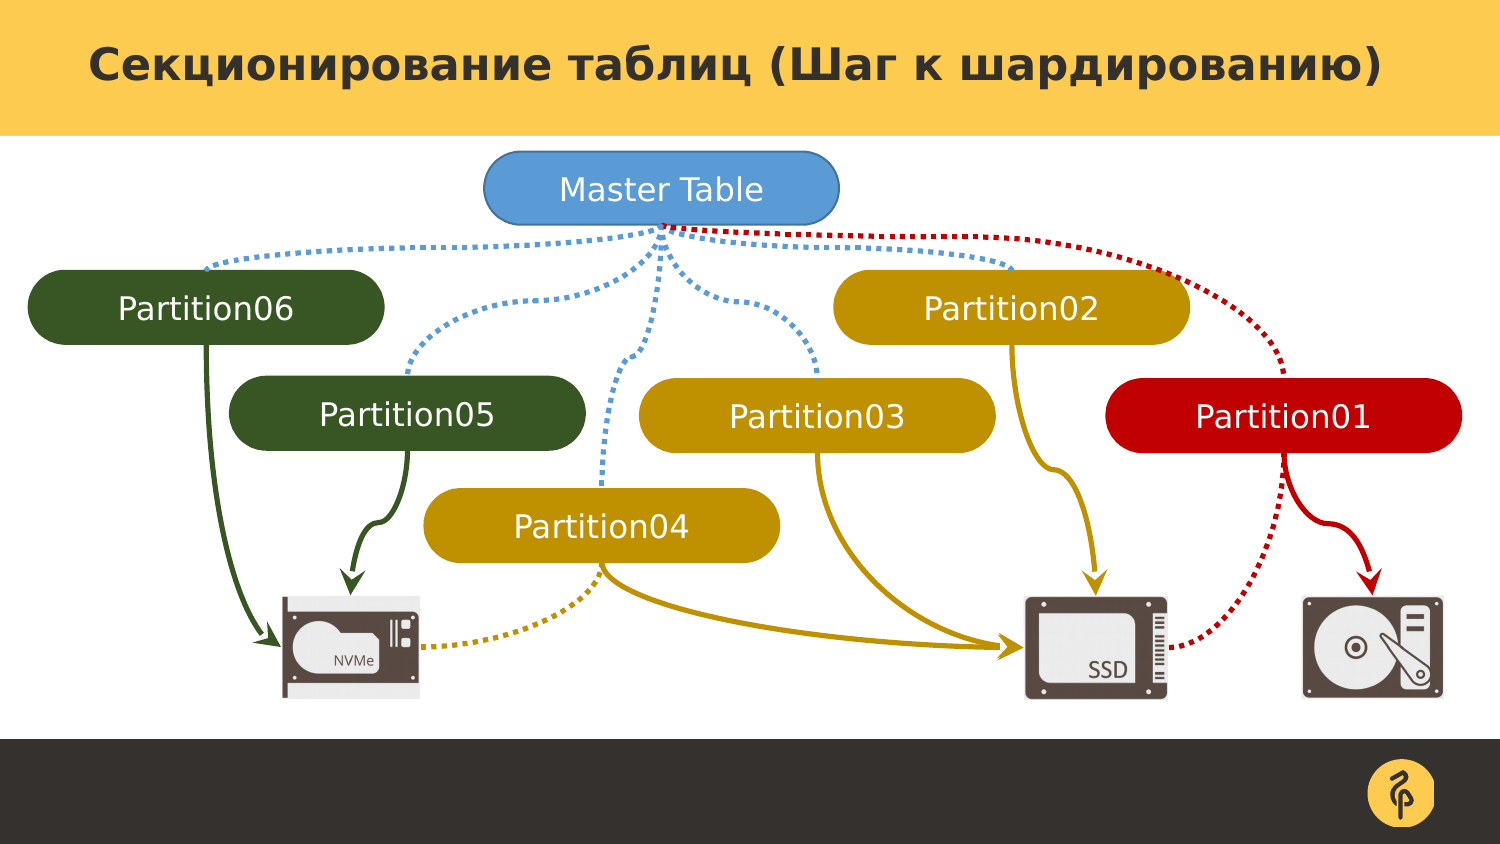 Секционирование таблиц (Шаг к шардированию)
Master Table
Partition06
Partition02
Partition05
Partition03
Partition01
Partition04
NVMe
SSD